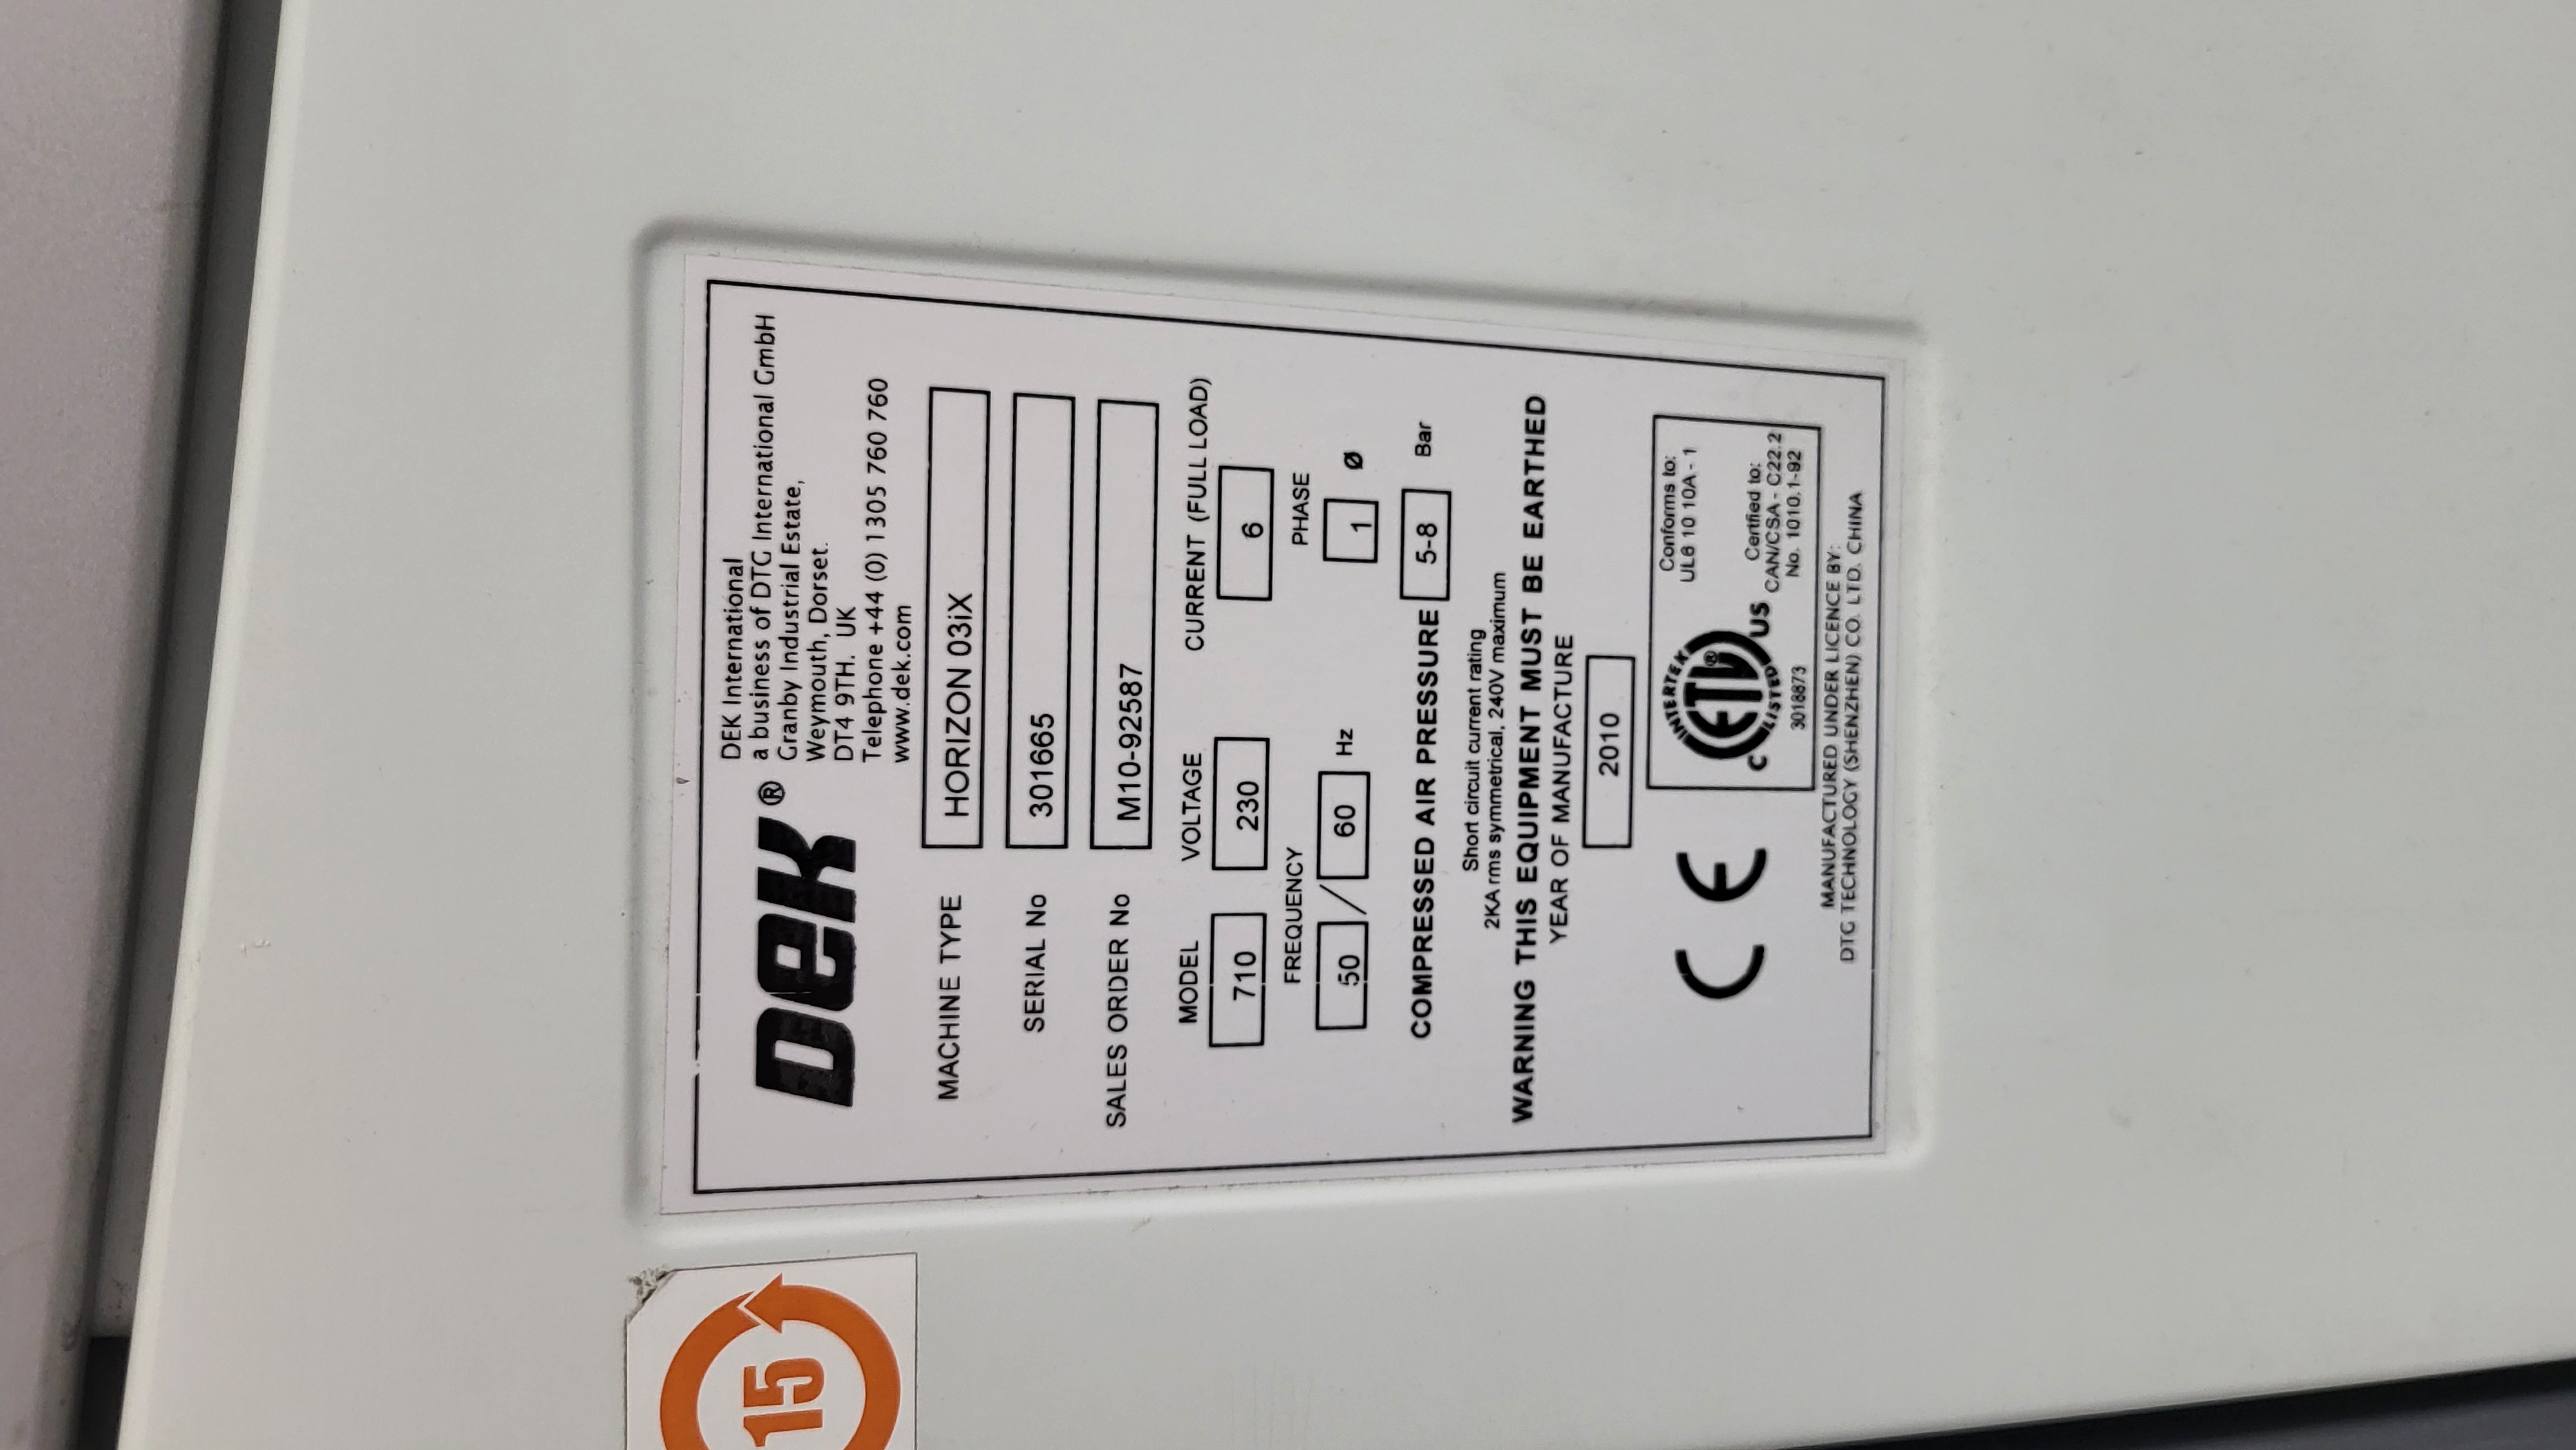 DEK®
DEK International
a business of DTG International GmbH
Granby Industrial Estate,
Weymouth, Dorset.
DT4 9TH. UK
Telephone +44 (0) 1305 760 760
www.dek.com
MACHINE TYPE HORIZON 03iX
SERIAL No 301665
SALES ORDER No M10-92587
MODEL VOLTAGE CURRENT (FULL LOAD)
710 230 6
FREQUENCY PHASE
50 / 60 Hz 1 Ø
COMPRESSED AIR PRESSURE 5-8 Bar
Short circuit current rating
2KA rms symmetrical, 240V maximum
WARNING THIS EQUIPMENT MUST BE EARTHED
YEAR OF MANUFACTURE
2010
CE
INTERTEK
ETL®
C LISTED US
3018873
Conforms to:
UL6 10 10A - 1
Certified to:
CAN/CSA - C22.2
No. 1010.1-92
MANUFACTURED UNDER LICENCE BY:
DTG TECHNOLOGY (SHENZHEN) CO. LTD. CHINA
15